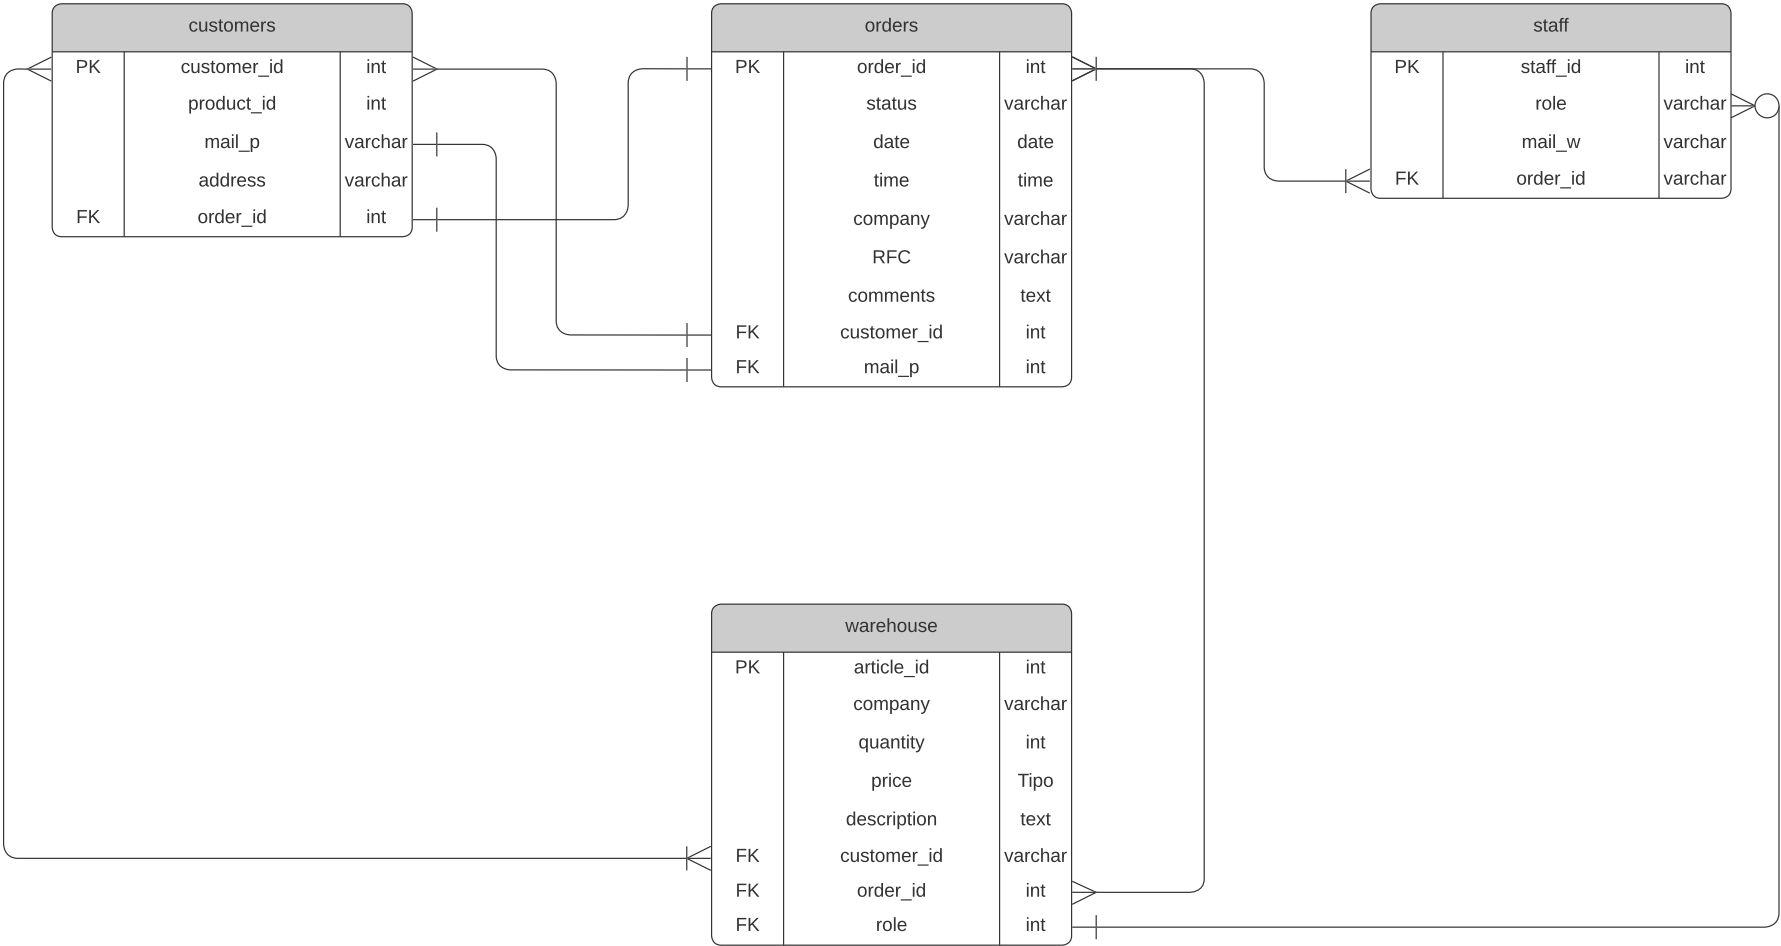 customers
PK customer_id int
product_id int
mail_p varchar
address varchar
FK order_id int
orders
PK order_id int
status varchar
date date
time time
company varchar
RFC varchar
comments text
FK customer_id int
FK mail_p int
staff
PK staff_id int
role varchar
mail_w varchar
FK order_id varchar
warehouse
PK article_id int
company varchar
quantity int
price Tipo
description text
FK customer_id varchar
FK order_id int
FK role int